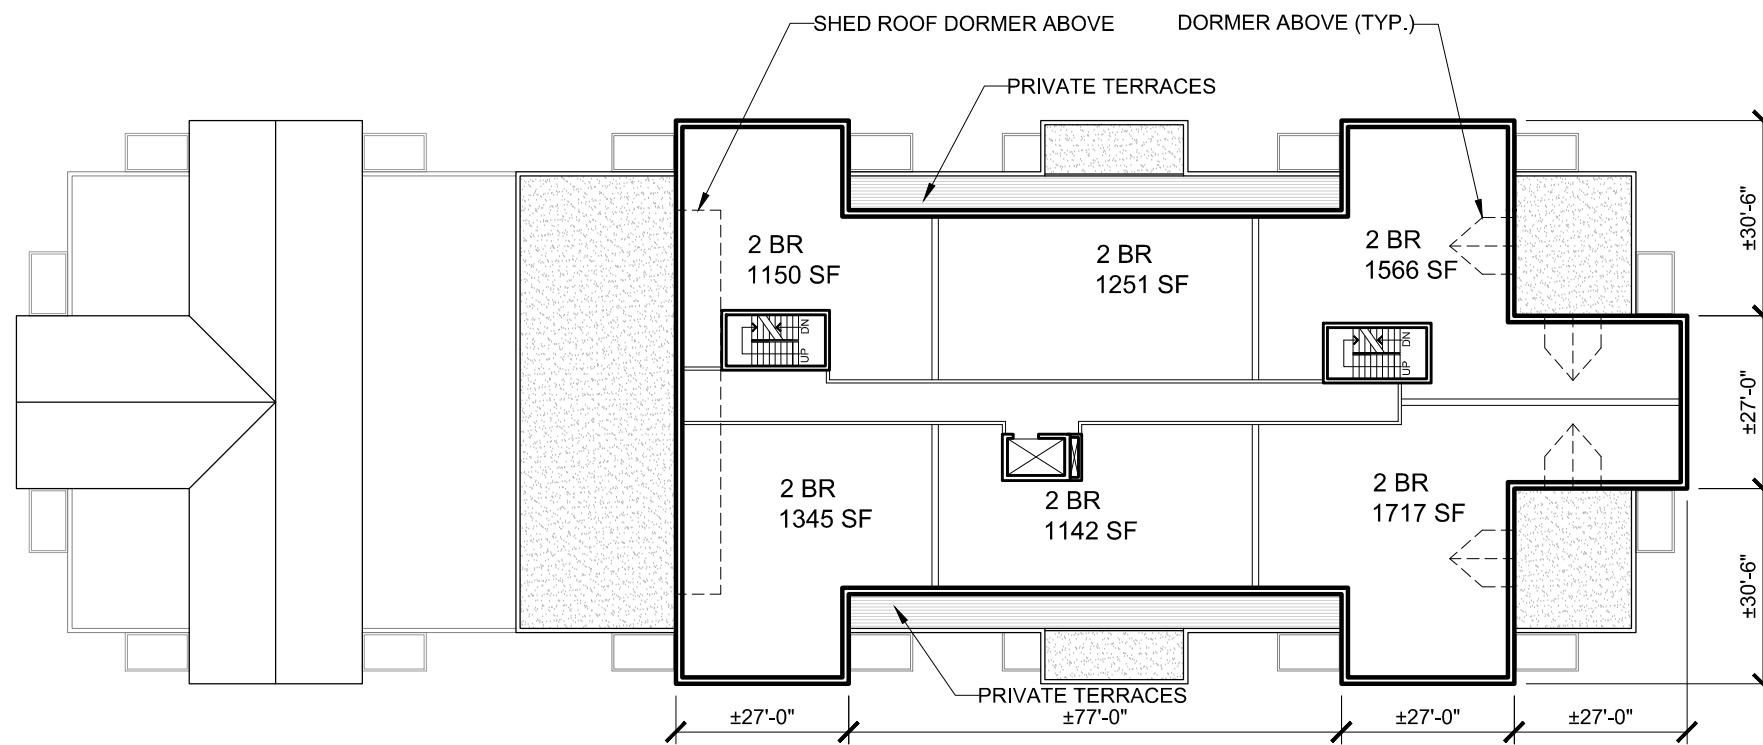 SHED ROOF DORMER ABOVE
DORMER ABOVE (TYP.)
PRIVATE TERRACES
±30'-6"
2 BR
1150 SF
2 BR
1251 SF
2 BR
1566 SF
UP
DN
UP
DN
±27'-0"
2 BR
1345 SF
2 BR
1142 SF
2 BR
1717 SF
±30'-6"
PRIVATE TERRACES
±27'-0"
±77'-0"
±27'-0"
±27'-0"